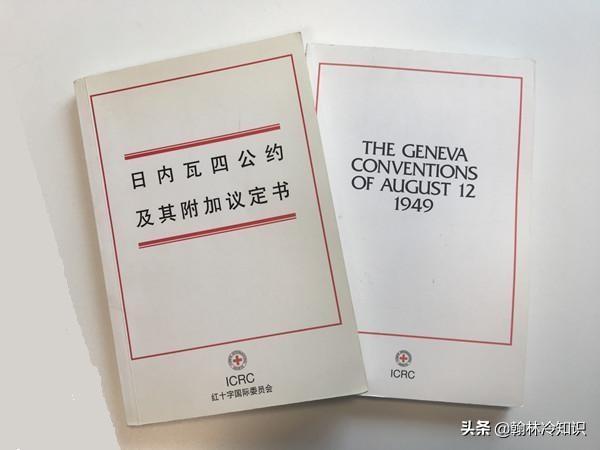 日内瓦四公约
及其附加议定书
ICRC
红十字国际委员会
THE GENEVA
CONVENTIONS
OF AUGUST 12
1949
ICRC
头条 @翰林冷知识